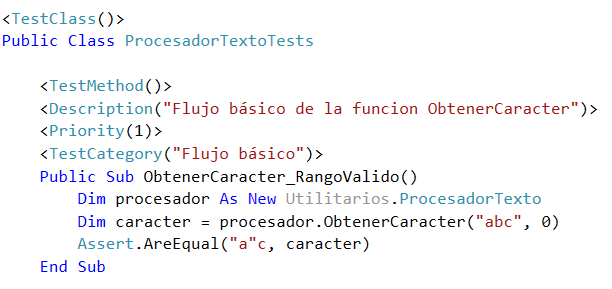 <TestClass()>
Public Class ProcesadorTextoTests
<TestMethod()>
<Description("Flujo básico de la funcion ObtenerCaracter")>
<Priority(1)>
<TestCategory("Flujo básico")>
Public Sub ObtenerCaracter_RangoValido()
Dim procesador As New Utilitarios.ProcesadorTexto
Dim caracter = procesador.ObtenerCaracter("abc", 0)
Assert.AreEqual("a"c, caracter)
End Sub